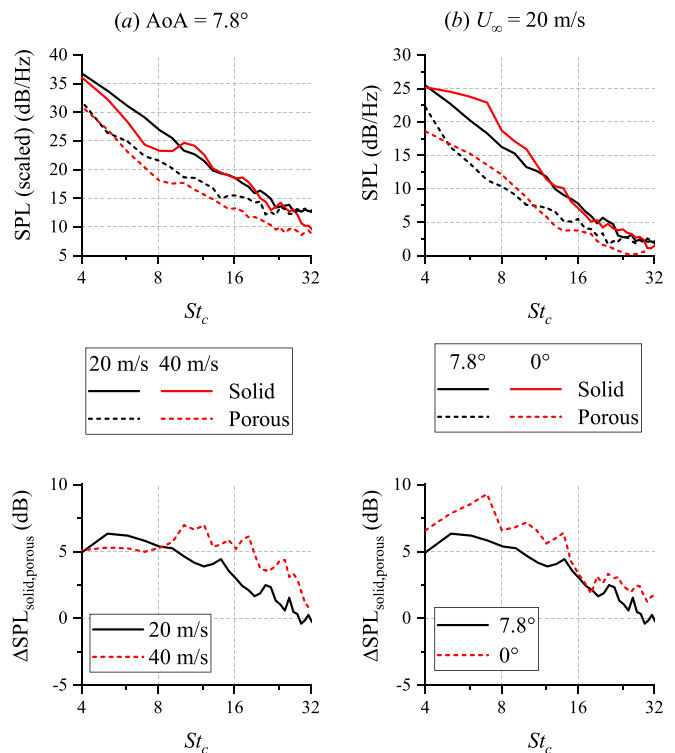 (a) AoA = 7.8°
(b) U∞ = 20 m/s
SPL (scaled) (dB/Hz)
40
35
30
25
20
15
10
5
4 8 16 32
St_c
SPL (dB/Hz)
30
25
20
15
10
5
0
4 8 16 32
St_c
20 m/s 40 m/s
Solid
Porous
7.8° 0°
Solid
Porous
ΔSPL_solid,porous (dB)
10
5
0
-5
4 8 16 32
St_c
20 m/s
40 m/s
ΔSPL_solid,porous (dB)
10
5
0
-5
4 8 16 32
St_c
7.8°
0°